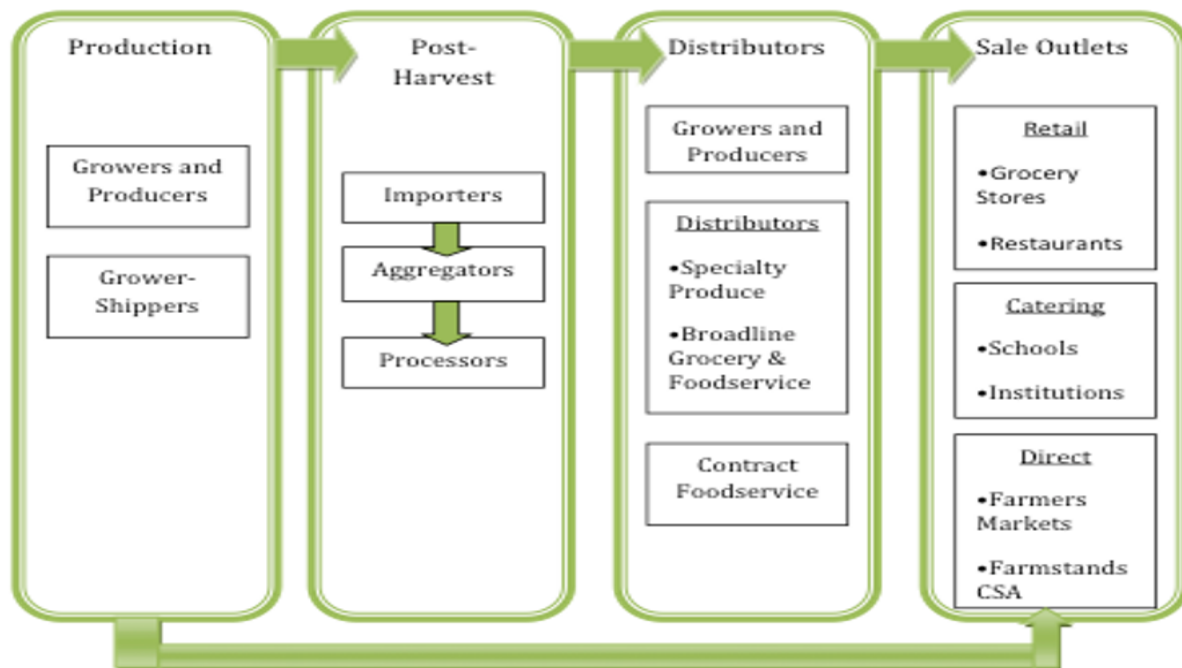 Production
Growers and
Producers
Grower-
Shippers
Post-
Harvest
Importers
Aggregators
Processors
Distributors
Growers and
Producers
Distributors
•Specialty
Produce
•Broadline
Grocery &
Foodservice
Contract
Foodservice
Sale Outlets
Retail
•Grocery
Stores
•Restaurants
Catering
•Schools
•Institutions
Direct
•Farmers
Markets
•Farmstands
CSA